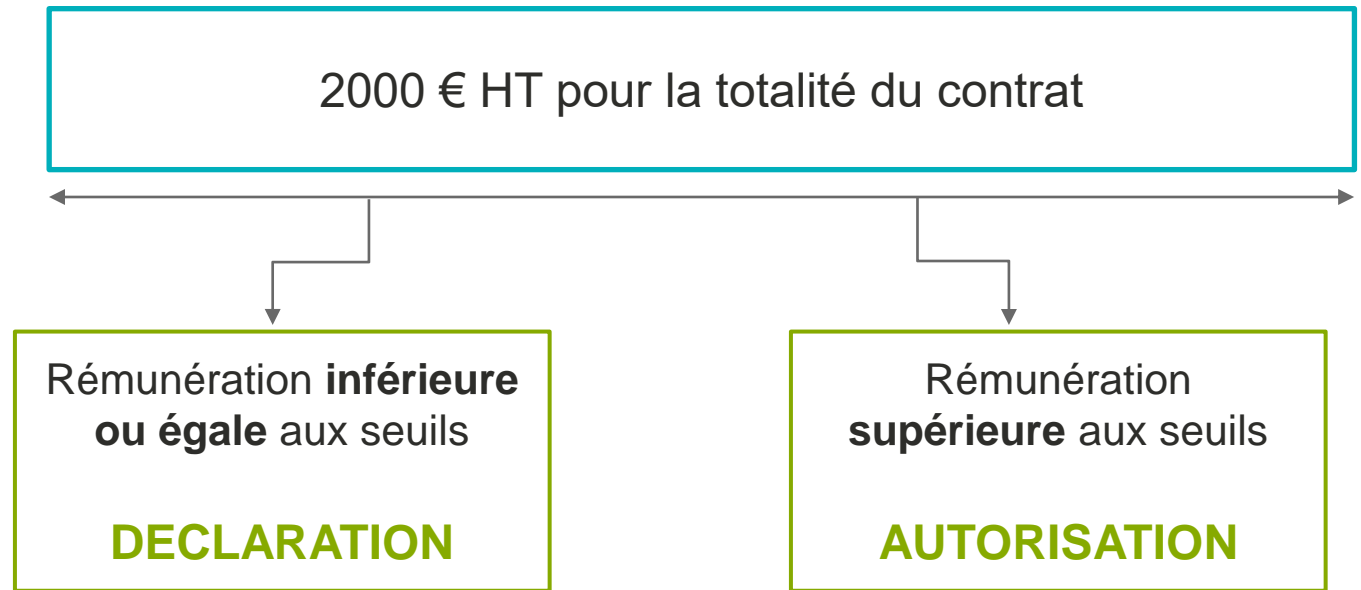 2000 € HT pour la totalité du contrat
Rémunération inférieure
ou égale aux seuils
DECLARATION
Rémunération
supérieure aux seuils
AUTORISATION